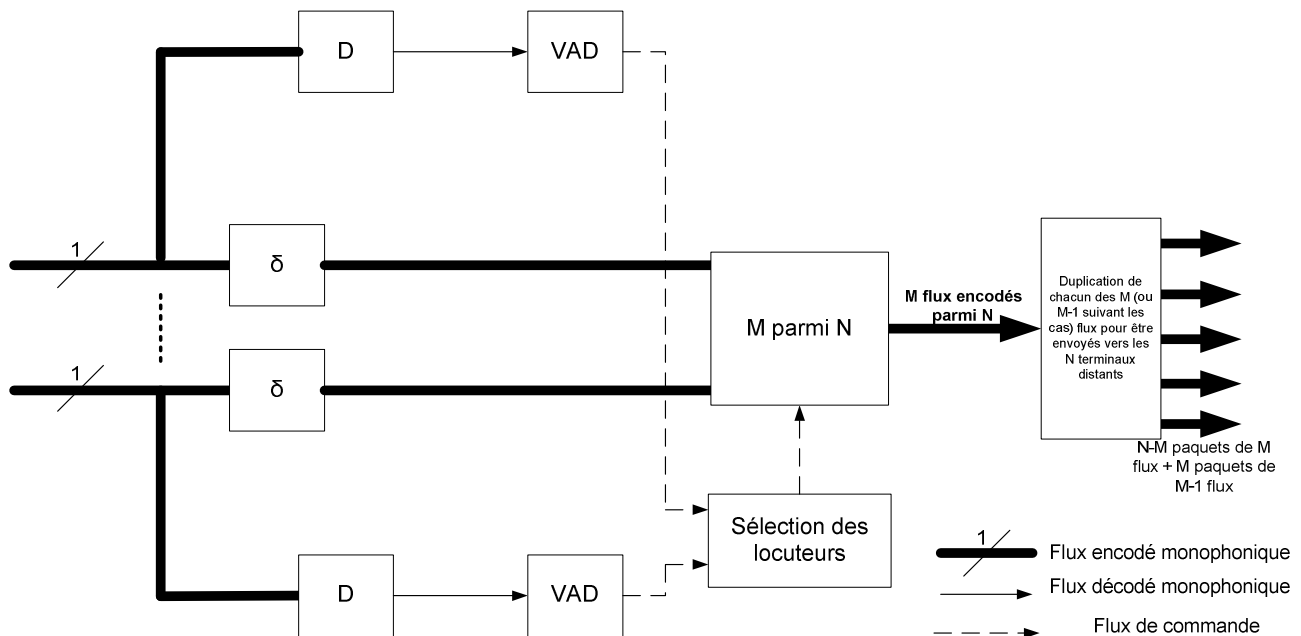 D
VAD
1
δ
1
δ
M parmi N
M flux encodés
parmi N
Duplication de
chacun des M (ou
M-1 suivant les
cas) flux pour être
envoyés vers les
N terminaux
distants
N-M paquets de M
flux + M paquets de
M-1 flux
Sélection des
locuteurs
D
VAD
1
Flux encodé monophonique
Flux décodé monophonique
Flux de commande